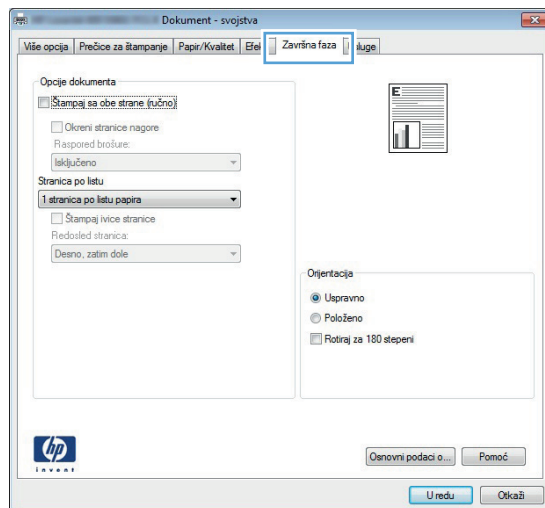 Dokument - svojstva
Više opcija Prečice za štampanje Papir/Kvalitet Završna faza
Opcije dokumenta
Štampaj sa obe strane (ručno)
Okreni stranice nagore
Raspored brošure:
Isključeno
Stranica po listu
1 stranica po listu papira
Štampaj ivice stranice
Redosled stranica:
Desno, zatim dole
E
Orijentacija
Uspravno
Položeno
Rotiraj za 180 stepeni
hp
invent
Osnovni podaci o... Pomoć
U redu Otkaži